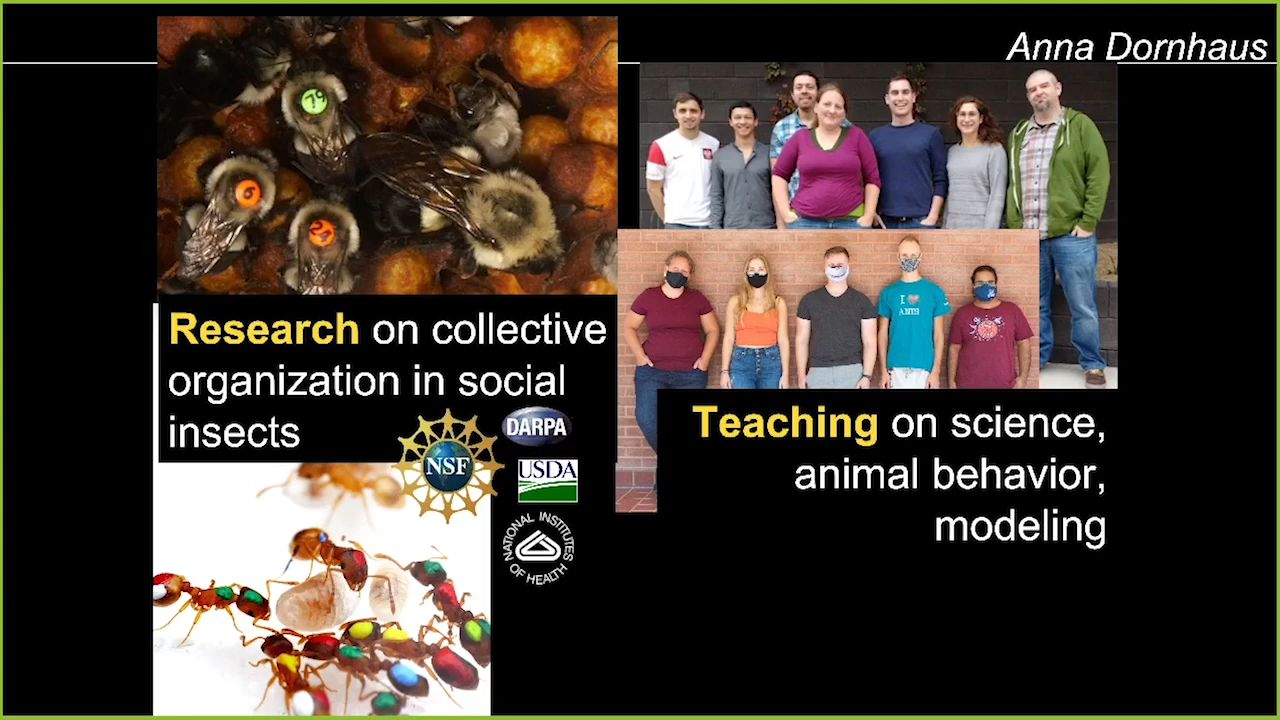 Anna Dornhaus
Research on collective
organization in social
insects
NSF
DARPA
USDA
NATIONAL INSTITUTES
OF HEALTH
Teaching on science,
animal behavior,
modeling
I
ANTS